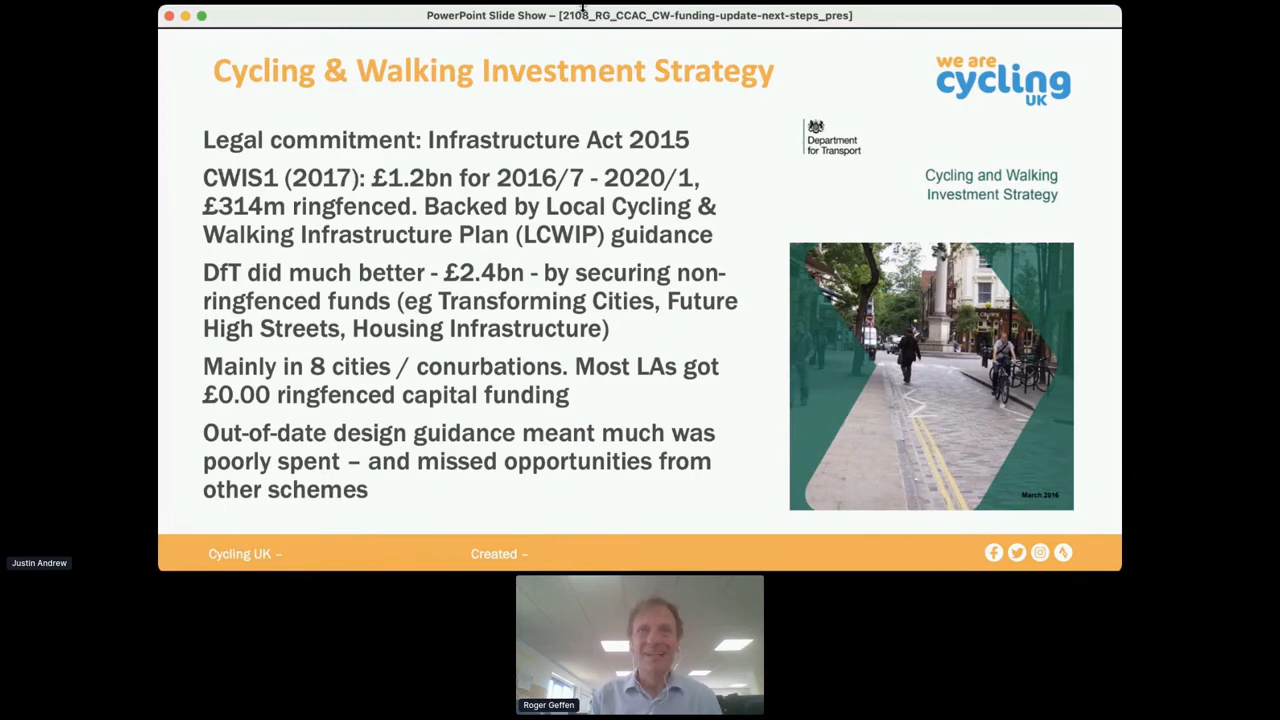 PowerPoint Slide Show – [2108_RG_CCAC_CW-funding-update-next-steps_pres]
Cycling & Walking Investment Strategy
we are
cycling
UK
Legal commitment: Infrastructure Act 2015
CWIS1 (2017): £1.2bn for 2016/7 - 2020/1,
£314m ringfenced. Backed by Local Cycling &
Walking Infrastructure Plan (LCWIP) guidance
DfT did much better - £2.4bn - by securing non-
ringfenced funds (eg Transforming Cities, Future
High Streets, Housing Infrastructure)
Mainly in 8 cities / conurbations. Most LAs got
£0.00 ringfenced capital funding
Out-of-date design guidance meant much was
poorly spent – and missed opportunities from
other schemes
Department
for Transport
Cycling and Walking
Investment Strategy
March 2016
Cycling UK –
Created –
Justin Andrew
Roger Geffen